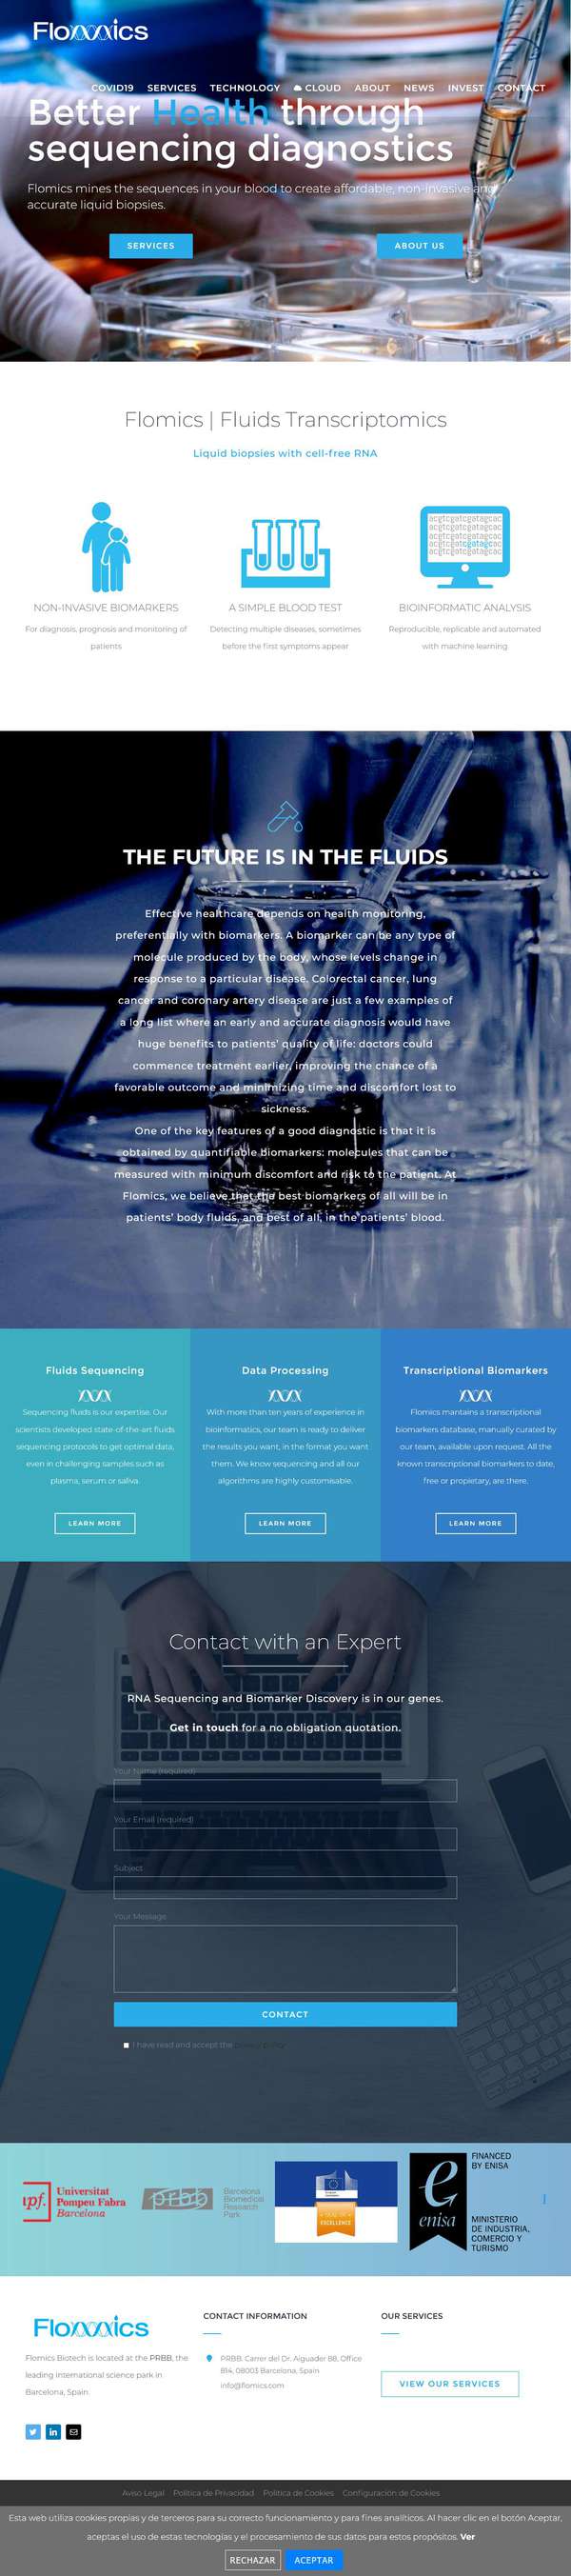 Flomics
COVID19 SERVICES TECHNOLOGY CLOUD ABOUT NEWS INVEST CONTACT
Better Health through
sequencing diagnostics
Flomics mines the sequences in your blood to create affordable, non-invasive and
accurate liquid biopsies.
SERVICES
ABOUT US
Flomics | Fluids Transcriptomics
Liquid biopsies with cell-free RNA
acgtcgatcgatagcac
acgtcgatcgatagcac
acgtcgatcgatagcac
acgtcgatcgatagcac
acgtcgatcgatagcac
NON-INVASIVE BIOMARKERS
For diagnosis, prognosis and monitoring of
patients
A SIMPLE BLOOD TEST
Detecting multiple diseases, sometimes
before the first symptoms appear
BIOINFORMATIC ANALYSIS
Reproducible, replicable and automated
with machine learning
THE FUTURE IS IN THE FLUIDS
Effective healthcare depends on health monitoring,
preferentially with biomarkers. A biomarker can be any type of
molecule produced by the body, whose levels change in
response to a particular disease. Colorectal cancer, lung
cancer and coronary artery disease are just a few examples of
a long list where an early and accurate diagnosis would have
huge benefits to patients' quality of life: doctors could
commence treatment earlier, improving the chance of a
favorable outcome and minimizing time and discomfort lost to
sickness.
One of the key features of a good diagnostic is that it is
obtained by quantifiable biomarkers: molecules that can be
measured with minimum discomfort and risk to the patient. At
Flomics, we believe that the best biomarkers of all will be in
patients' body fluids, and best of all, in the patients' blood.
Fluids Sequencing
Sequencing fluids is our expertise. Our
scientists developed state-of-the-art fluids
sequencing protocols to get optimal data,
even in challenging samples such as
plasma, serum or saliva.
LEARN MORE
Data Processing
With more than ten years of experience in
bioinformatics, our team is ready to deliver
the results you want, in the format you want
them. We know sequencing and all our
algorithms are highly customisable.
LEARN MORE
Transcriptional Biomarkers
Flomics mantains a transcriptional
biomarkers database, manually curated by
our team, available upon request. All the
known transcriptional biomarkers to date,
free or propietary, are there.
LEARN MORE
Contact with an Expert
RNA Sequencing and Biomarker Discovery is in our genes.
Get in touch for a no obligation quotation.
Your Name (required)
Your Email (required)
Subject
Your Message
CONTACT
I have read and accept the privacy policy
upf.
Universitat
Pompeu Fabra
Barcelona
prbb
Barcelona
Biomedical
Research
Park
SEAL OF
EXCELLENCE
e
enisa
FINANCED
BY ENISA
MINISTERIO
DE INDUSTRIA,
COMERCIO Y
TURISMO
Flomics
Flomics Biotech is located at the PRBB, the
leading international science park in
Barcelona, Spain.
in
CONTACT INFORMATION
PRBB. Carrer del Dr. Aiguader 88, Office
814, 08003 Barcelona, Spain
info@flomics.com
OUR SERVICES
VIEW OUR SERVICES
Aviso Legal Política de Privacidad Política de Cookies Configuración de Cookies
Esta web utiliza cookies propias y de terceros para su correcto funcionamiento y para fines analíticos. Al hacer clic en el botón Aceptar,
aceptas el uso de estas tecnologías y el procesamiento de sus datos para estos propósitos. Ver
RECHAZAR
ACEPTAR